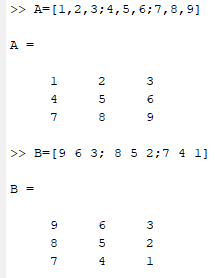 >> A=[1,2,3;4,5,6;7,8,9]
A =
1 2 3
4 5 6
7 8 9
>> B=[9 6 3; 8 5 2;7 4 1]
B =
9 6 3
8 5 2
7 4 1